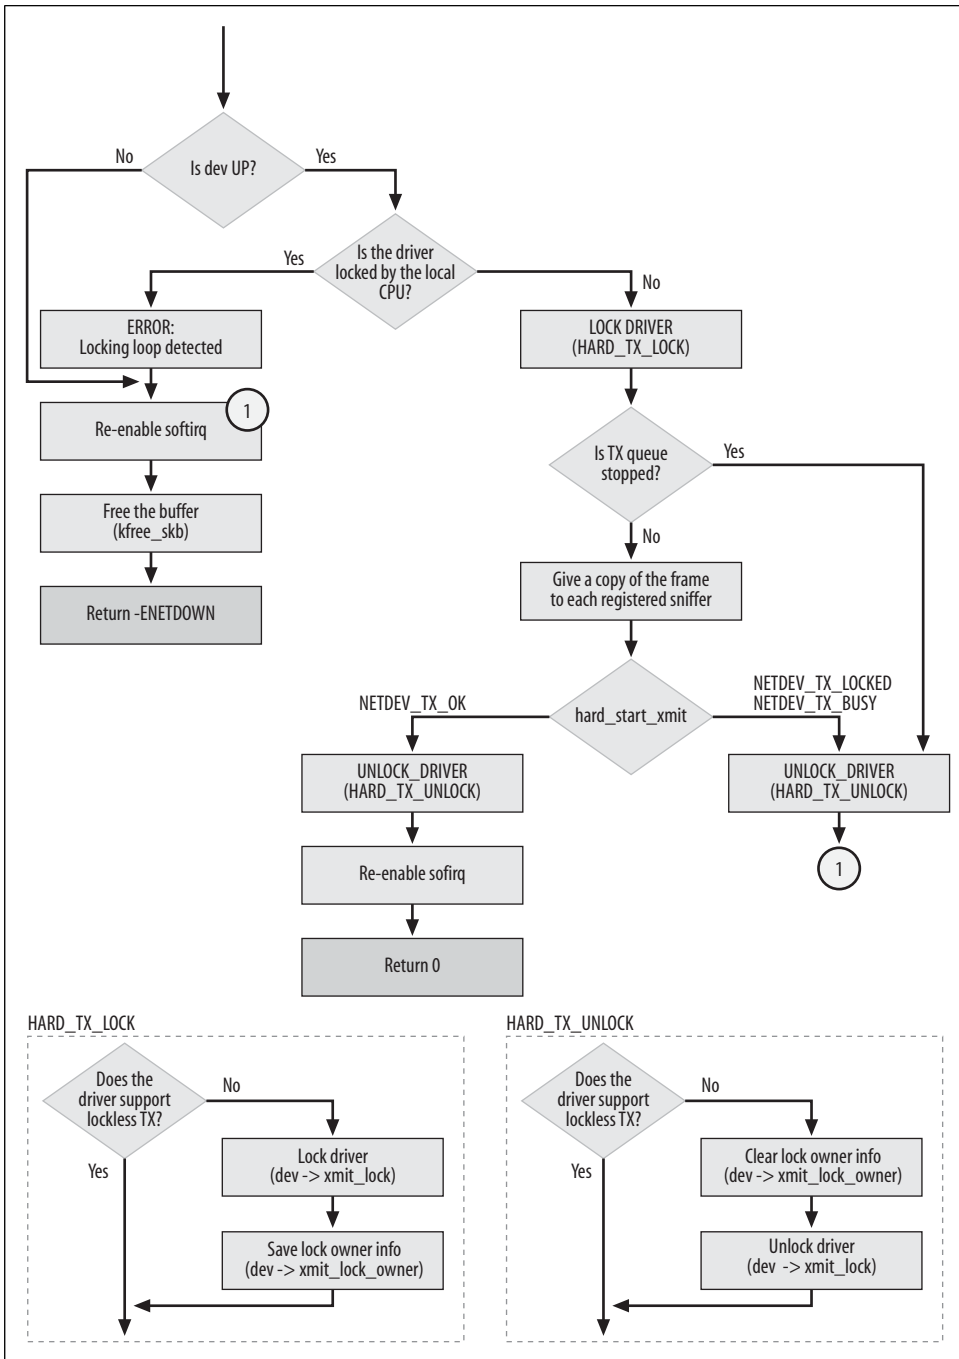 Is dev UP?
No
Yes
Is the driver
locked by the local
CPU?
Yes
No
ERROR:
Locking loop detected
LOCK DRIVER
(HARD_TX_LOCK)
1
Re-enable softirq
Is TX queue
stopped?
Yes
No
Free the buffer
(kfree_skb)
Give a copy of the frame
to each registered sniffer
Return -ENETDOWN
NETDEV_TX_OK
hard_start_xmit
NETDEV_TX_LOCKED
NETDEV_TX_BUSY
UNLOCK_DRIVER
(HARD_TX_UNLOCK)
UNLOCK_DRIVER
(HARD_TX_UNLOCK)
Re-enable sofirq
1
Return 0
HARD_TX_LOCK
Does the
driver support
lockless TX?
No
Yes
Lock driver
(dev -> xmit_lock)
Save lock owner info
(dev -> xmit_lock_owner)
HARD_TX_UNLOCK
Does the
driver support
lockless TX?
No
Yes
Clear lock owner info
(dev -> xmit_lock_owner)
Unlock driver
(dev -> xmit_lock)